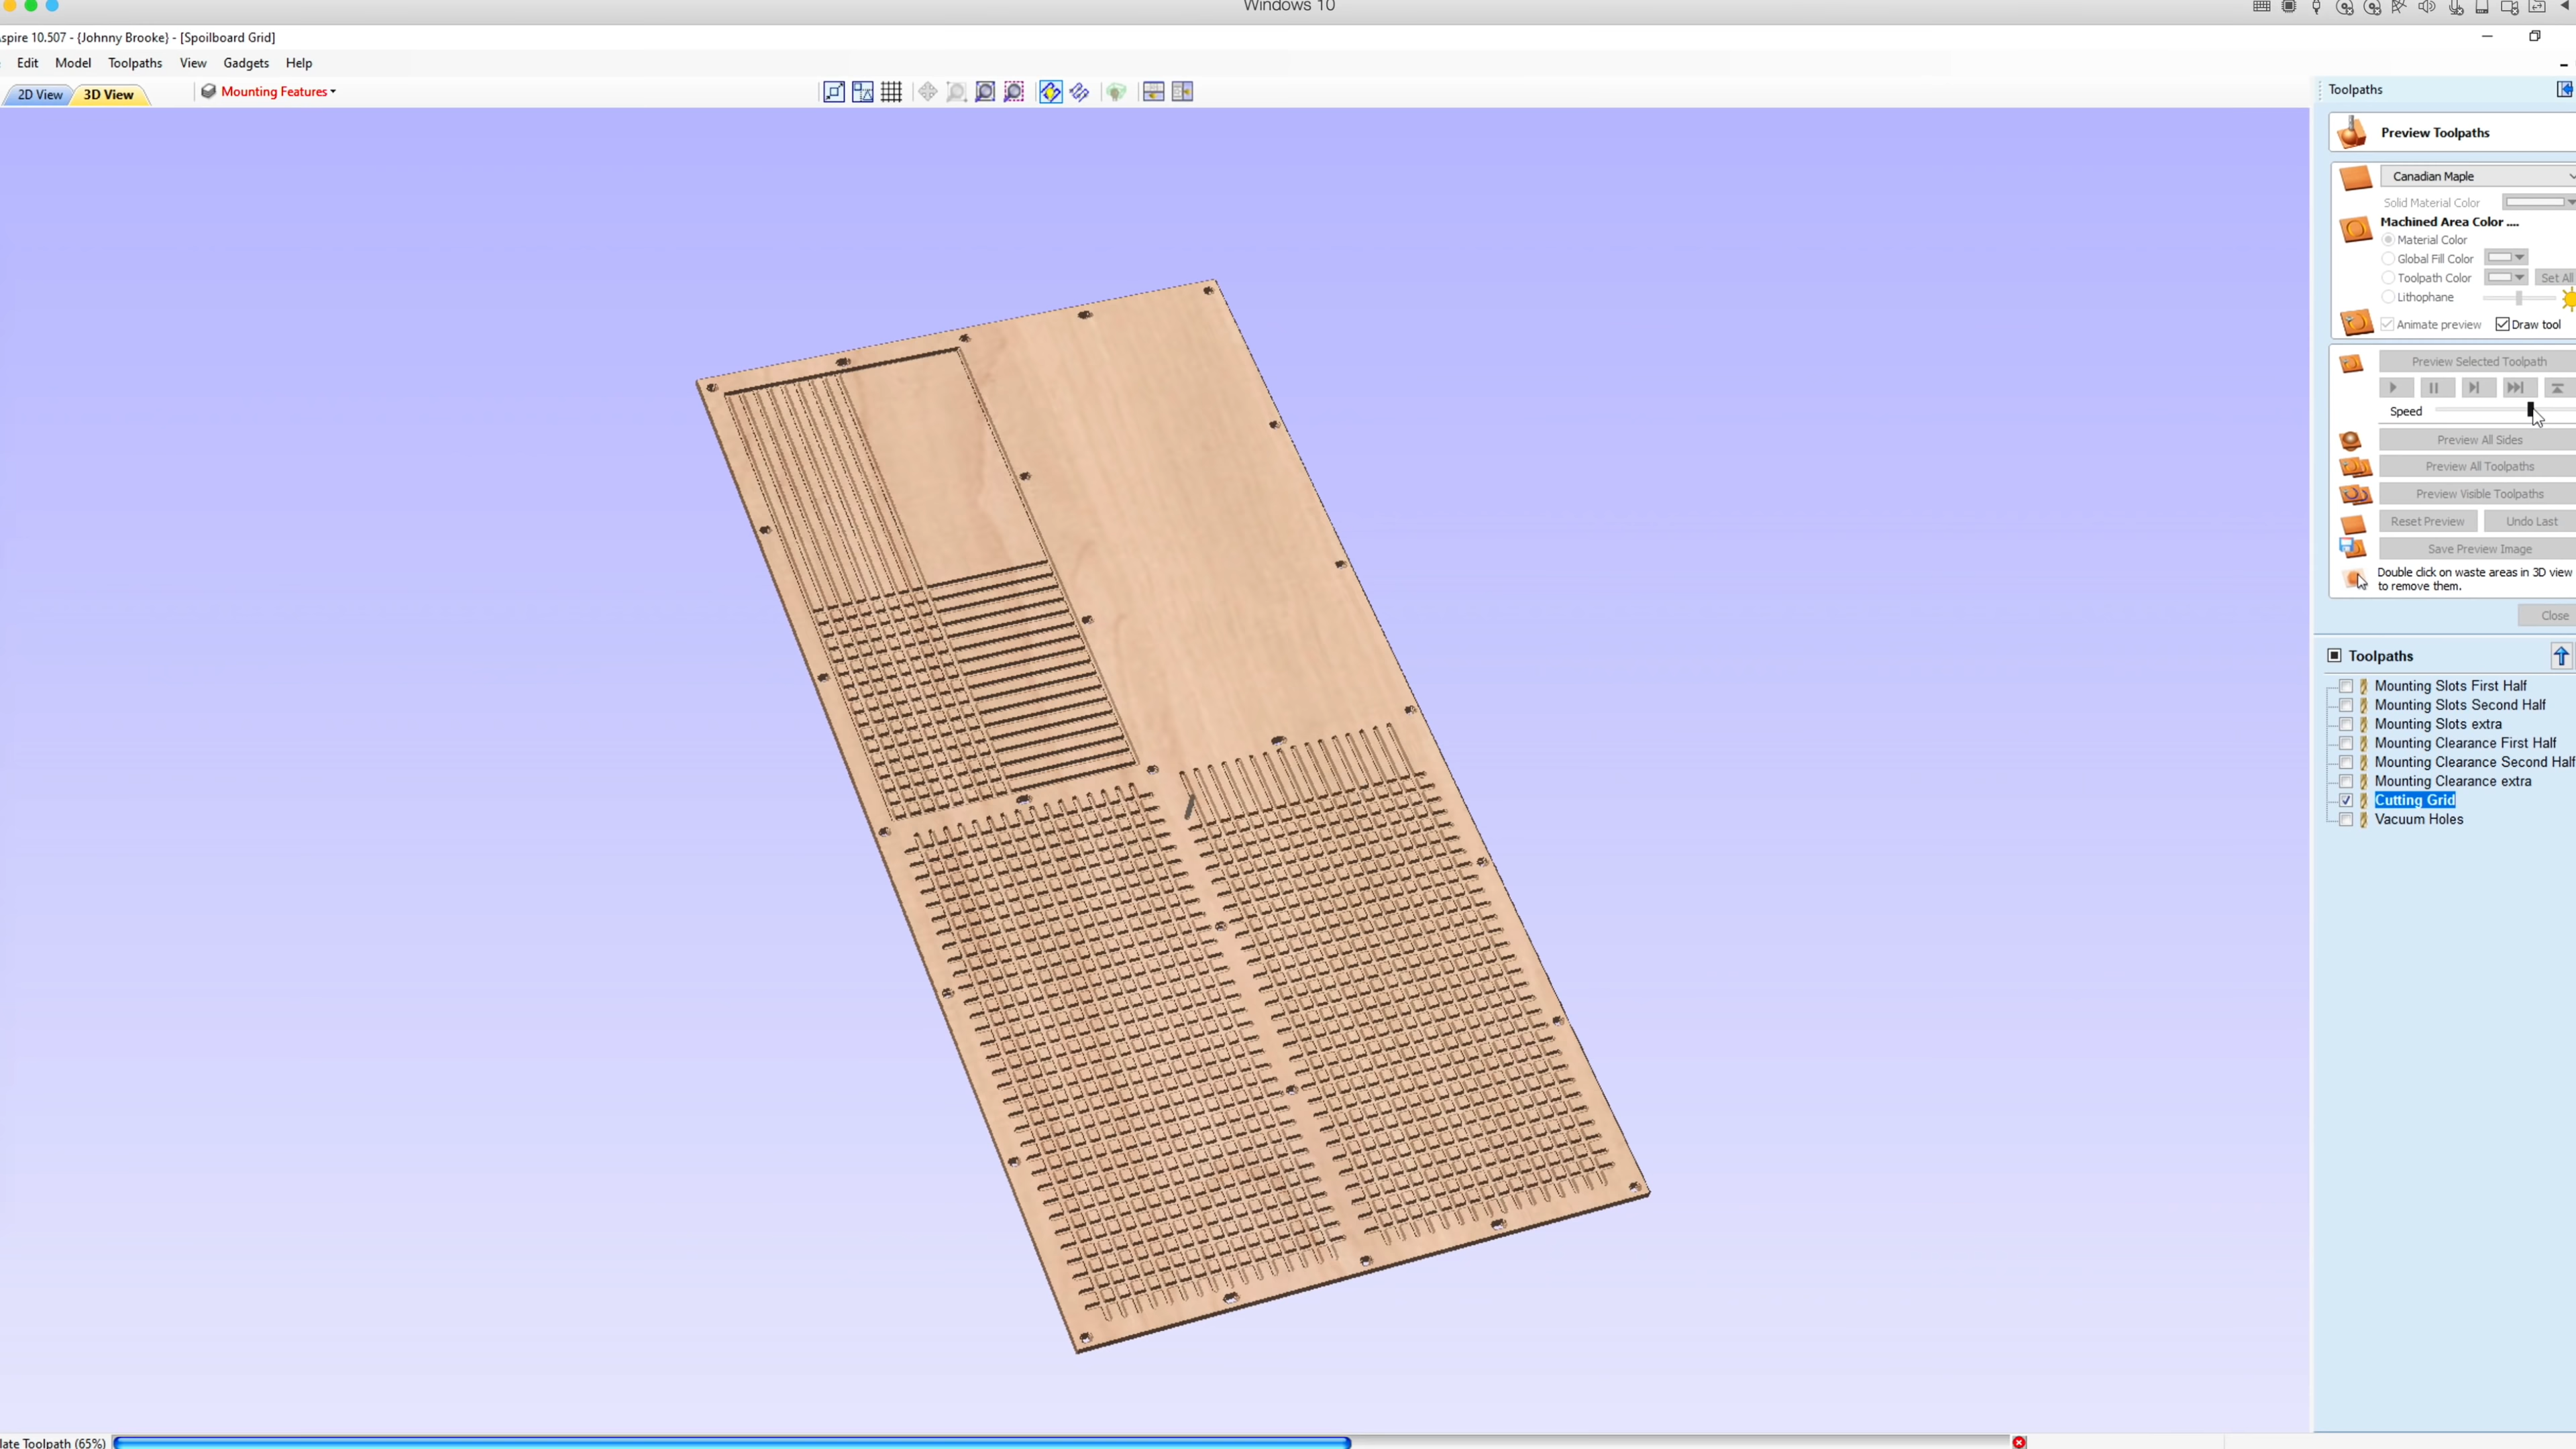 Windows 10
spire 10.507 - {Johnny Brooke} - [Spoilboard Grid]
Edit Model Toolpaths View Gadgets Help
2D View 3D View Mounting Features
Toolpaths
Preview Toolpaths
Canadian Maple
Solid Material Color
Machined Area Color ....
Material Color
Global Fill Color
Toolpath Color Set All
Lithophane
Animate preview Draw tool
Preview Selected Toolpath
Speed
Preview All Sides
Preview All Toolpaths
Preview Visible Toolpaths
Reset Preview Undo Last
Save Preview Image
Double click on waste areas in 3D view
to remove them.
Close
Toolpaths
Mounting Slots First Half
Mounting Slots Second Half
Mounting Slots extra
Mounting Clearance First Half
Mounting Clearance Second Half
Mounting Clearance extra
Cutting Grid
Vacuum Holes
late Toolpath (65%)